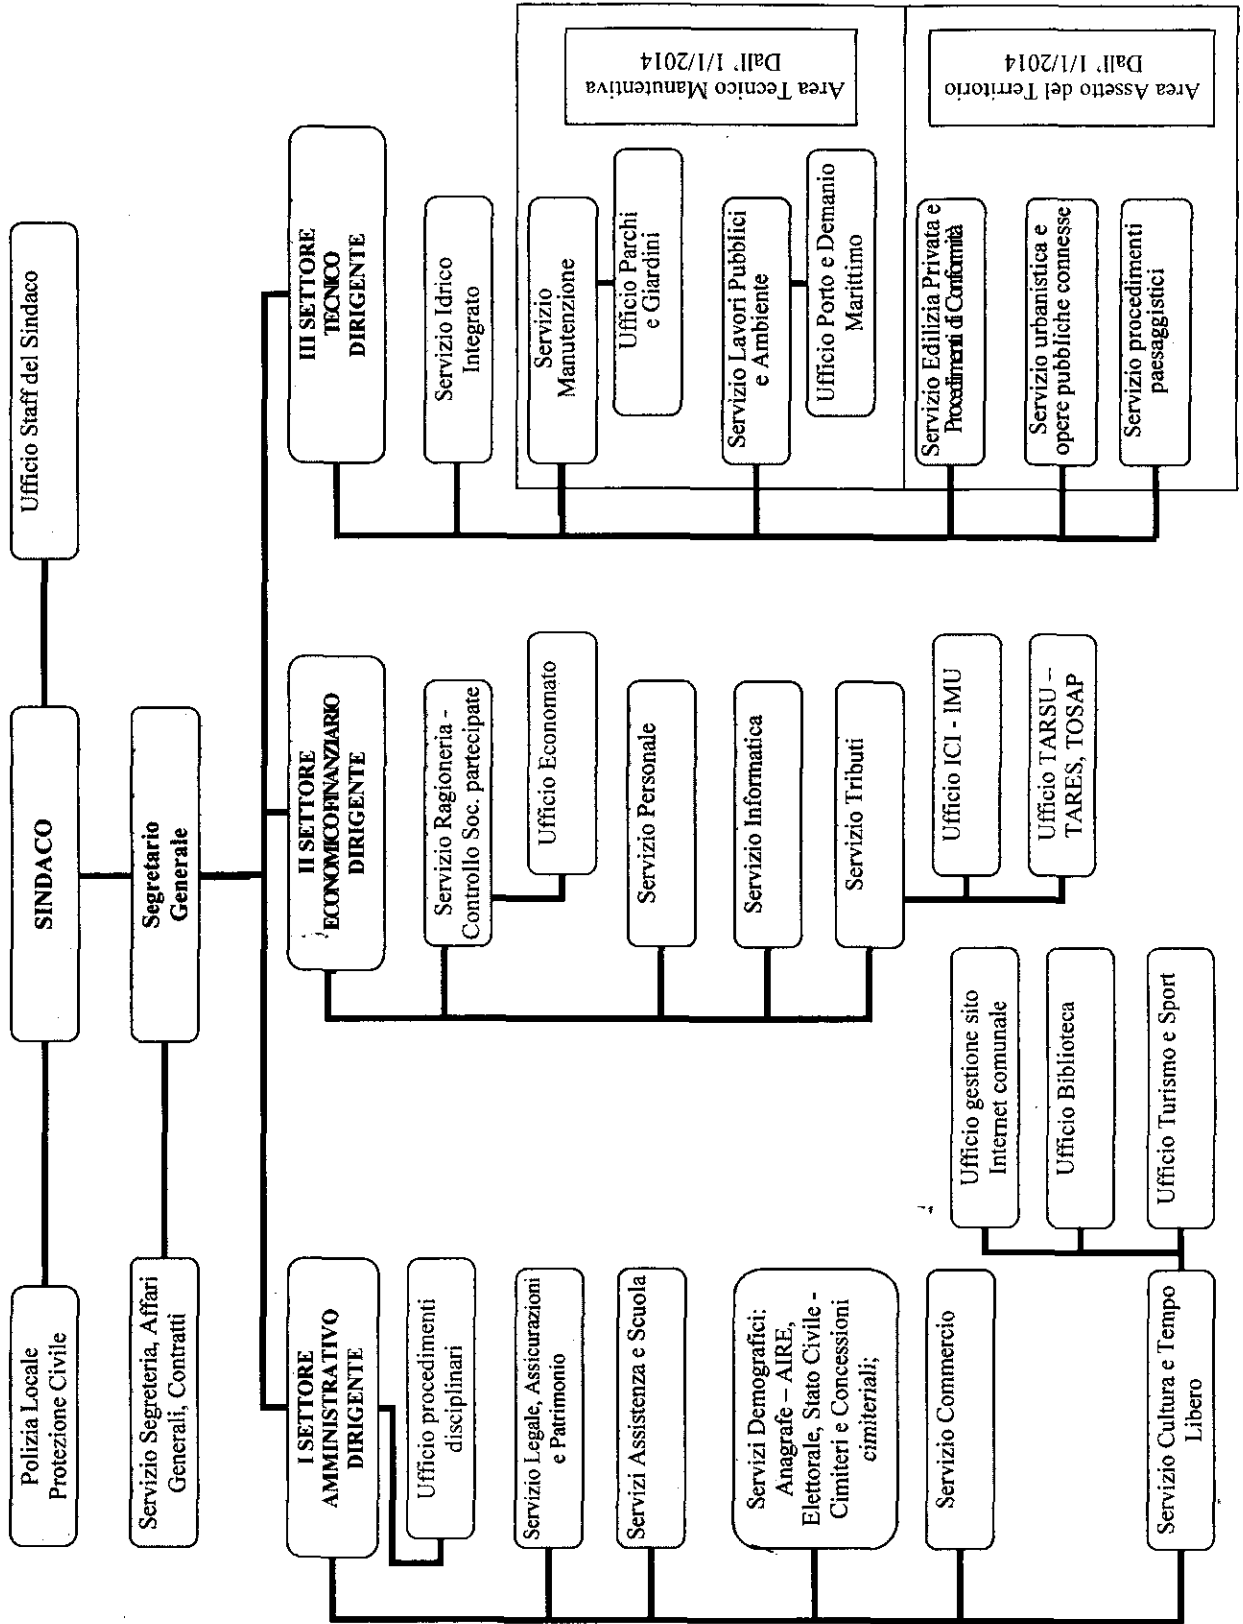 Polizia Locale
Protezione Civile
SINDACO
Ufficio Staff del Sindaco
Servizio Segreteria, Affari
Generali, Contratti
Segretario
Generale
I SETTORE
AMMINISTRATIVO
DIRIGENTE
Ufficio procedimenti
disciplinari
Servizio Legale, Assicurazioni
e Patrimonio
Servizi Assistenza e Scuola
Servizi Demografici:
Anagrafe – AIRE,
Elettorale, Stato Civile -
Cimiteri e Concessioni
cimiteriali;
Servizio Commercio
Servizio Cultura e Tempo
Libero
Ufficio gestione sito
Internet comunale
Ufficio Biblioteca
Ufficio Turismo e Sport
II SETTORE
ECONOMICO FINANZIARIO
DIRIGENTE
Servizio Ragioneria -
Controllo Soc. partecipate
Ufficio Economato
Servizio Personale
Servizio Informatica
Servizio Tributi
Ufficio ICI - IMU
Ufficio TARSU –
TARES, TOSAP
III SETTORE
TECNICO
DIRIGENTE
Servizio Idrico
Integrato
Servizio
Manutenzione
Ufficio Parchi
e Giardini
Servizio Lavori Pubblici
e Ambiente
Ufficio Porto e Demanio
Marittimo
Area Tecnico Manutentiva
Dall' 1/1/2014
Servizio Edilizia Privata e
Procedimenti di Conformità
Servizio urbanistica e
opere pubbliche connesse
Servizio procedimenti
paesaggistici
Area Assetto del Territorio
Dall' 1/1/2014